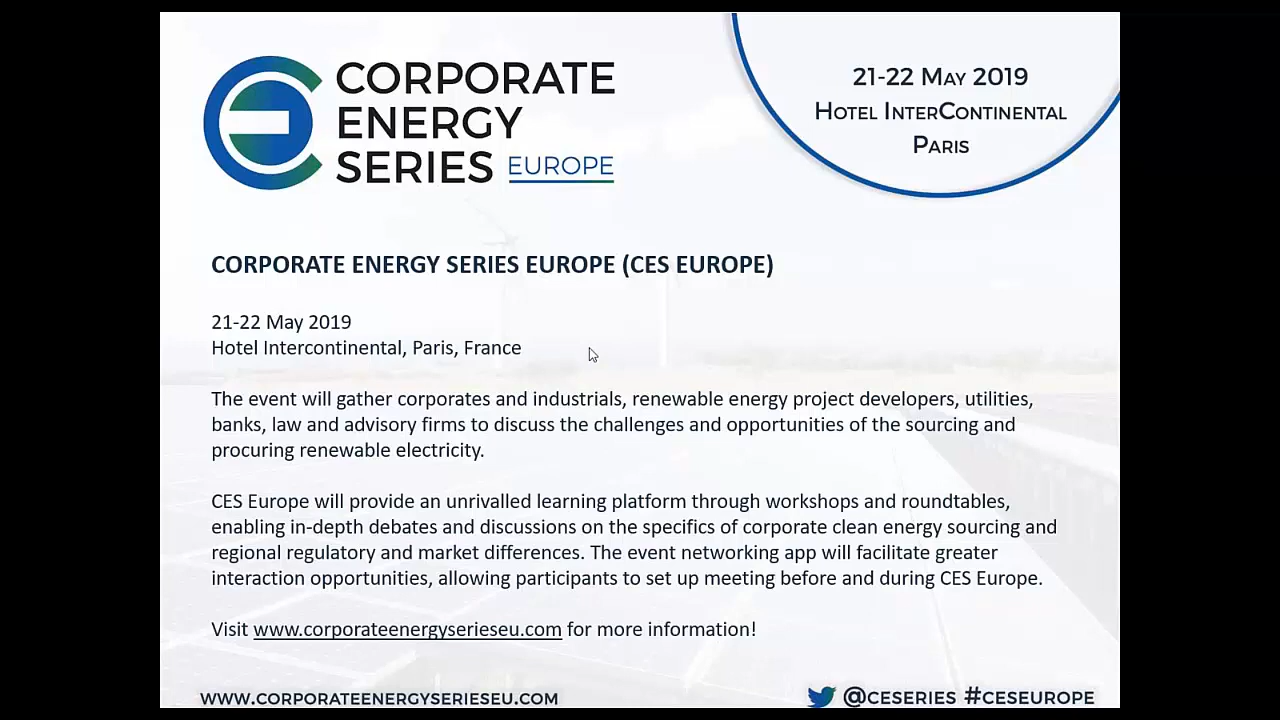 CORPORATE
ENERGY
SERIES EUROPE
21-22 May 2019
Hotel InterContinental
Paris
CORPORATE ENERGY SERIES EUROPE (CES EUROPE)
21-22 May 2019
Hotel Intercontinental, Paris, France
The event will gather corporates and industrials, renewable energy project developers, utilities,
banks, law and advisory firms to discuss the challenges and opportunities of the sourcing and
procuring renewable electricity.
CES Europe will provide an unrivalled learning platform through workshops and roundtables,
enabling in-depth debates and discussions on the specifics of corporate clean energy sourcing and
regional regulatory and market differences. The event networking app will facilitate greater
interaction opportunities, allowing participants to set up meeting before and during CES Europe.
Visit www.corporateenergyserieseu.com for more information!
WWW.CORPORATEENERGYSERIESEU.COM
@CESERIES #CESEUROPE